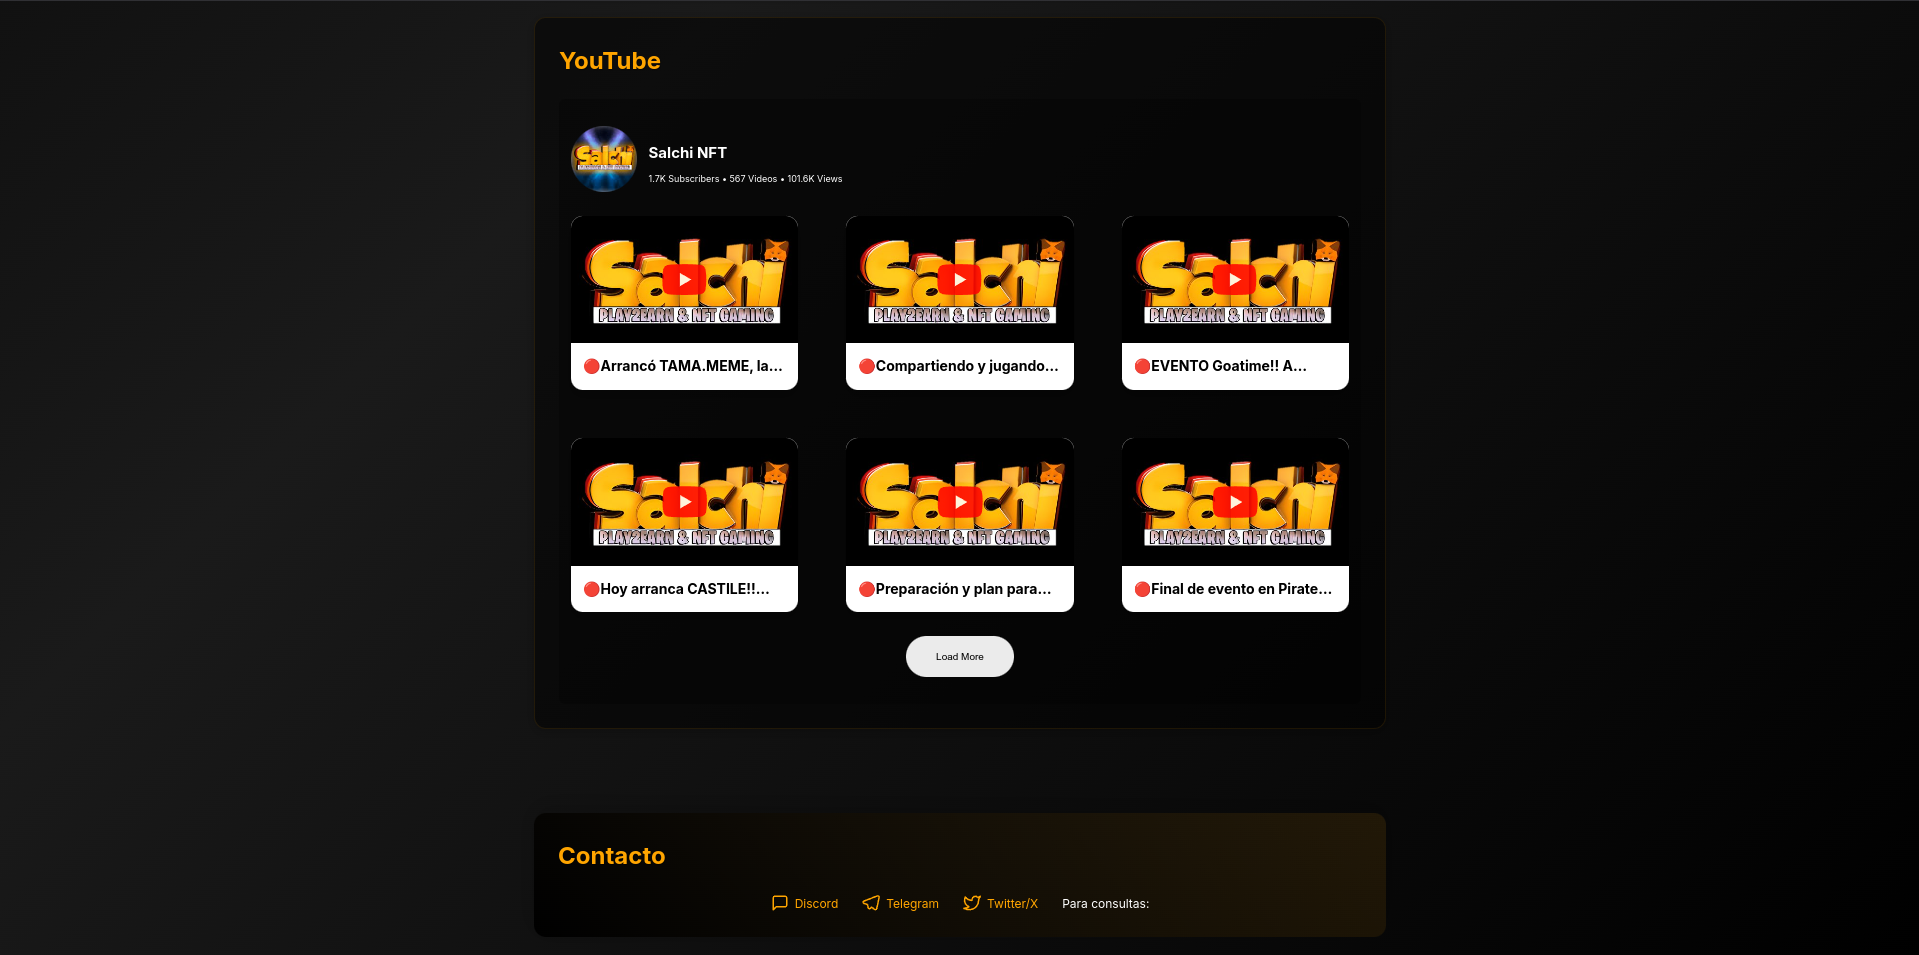 YouTube
Salchi
Salchi NFT
1.7K Subscribers • 567 Videos • 101.6K Views
Salchi
PLAY2EARN & NFT GAMING
Salchi
PLAY2EARN & NFT GAMING
Salchi
PLAY2EARN & NFT GAMING
🔴Arrancó TAMA.MEME, la...
🔴Compartiendo y jugando...
🔴EVENTO Goatime!! A...
Salchi
PLAY2EARN & NFT GAMING
Salchi
PLAY2EARN & NFT GAMING
Salchi
PLAY2EARN & NFT GAMING
🔴Hoy arranca CASTILE!!...
🔴Preparación y plan para...
🔴Final de evento en Pirate...
Load More
Contacto
Discord Telegram Twitter/X Para consultas: